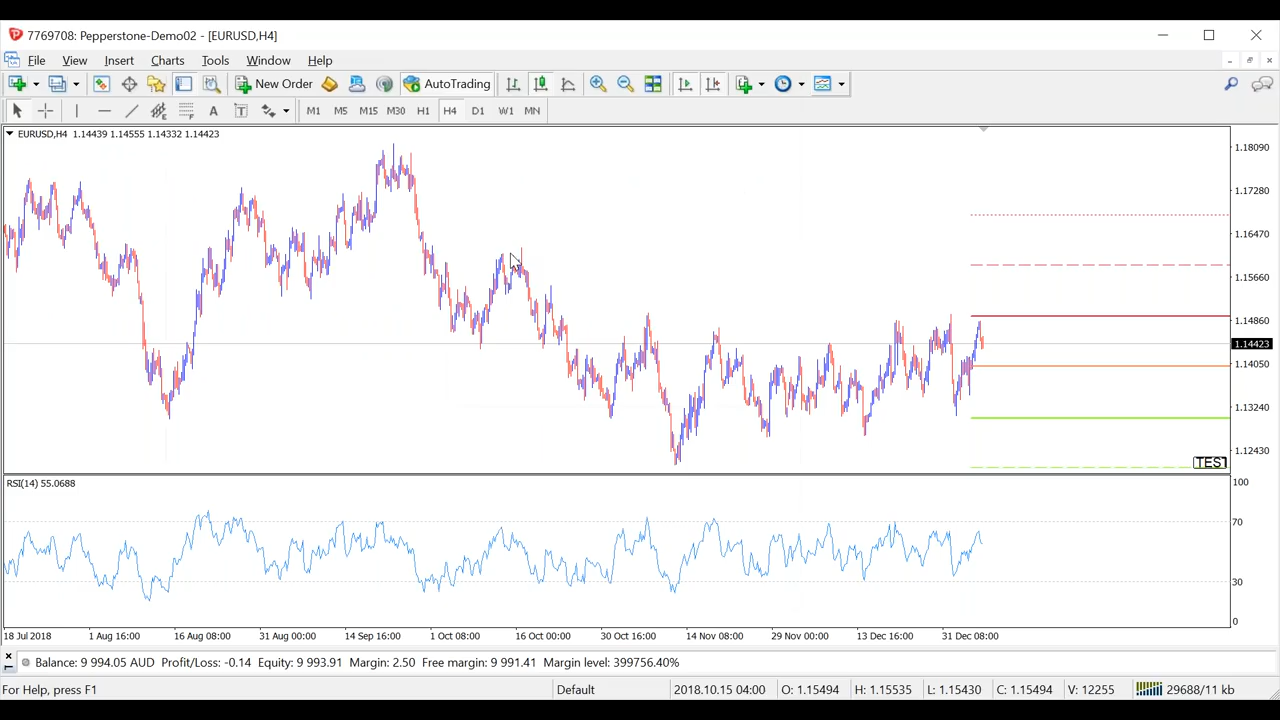 7769708: Pepperstone-Demo02 - [EURUSD,H4]
File View Insert Charts Tools Window Help
New Order AutoTrading
A T M1 M5 M15 M30 H1 H4 D1 W1 MN
EURUSD,H4 1.14439 1.14555 1.14332 1.14423
1.18090
1.17280
1.16470
1.15660
1.14860
1.14423
1.14050
1.13240
1.12430
TEST
RSI(14) 55.0688
100
70
30
0
18 Jul 2018 1 Aug 16:00 16 Aug 08:00 31 Aug 00:00 14 Sep 16:00 1 Oct 08:00 16 Oct 00:00 30 Oct 16:00 14 Nov 08:00 29 Nov 00:00 13 Dec 16:00 31 Dec 08:00
Balance: 9 994.05 AUD Profit/Loss: -0.14 Equity: 9 993.91 Margin: 2.50 Free margin: 9 991.41 Margin level: 399756.40%
For Help, press F1 Default 2018.10.15 04:00 O: 1.15494 H: 1.15535 L: 1.15430 C: 1.15494 V: 12255 29688/11 kb